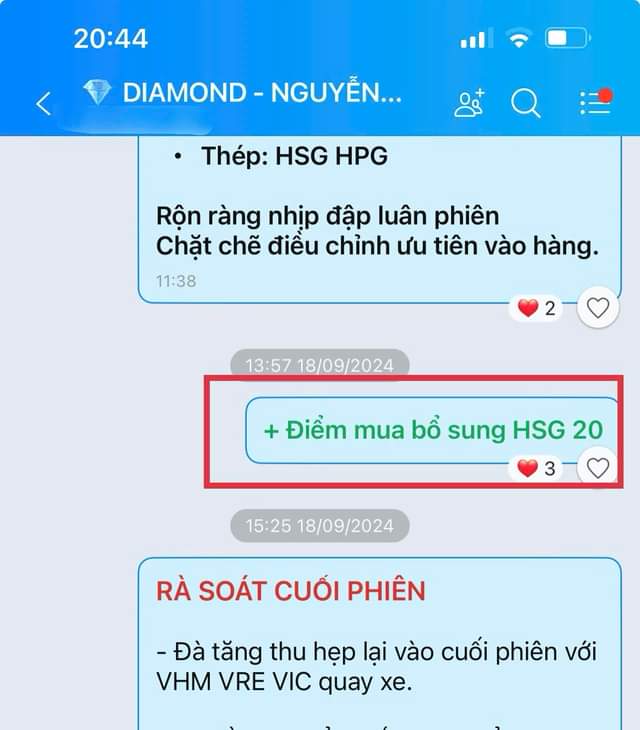 20:44
DIAMOND - NGUYỄN...
• Thép: HSG HPG
Rộn ràng nhịp đập luân phiên
Chặt chẽ điều chỉnh ưu tiên vào hàng.
11:38
2
13:57 18/09/2024
+ Điểm mua bổ sung HSG 20
3
15:25 18/09/2024
RÀ SOÁT CUỐI PHIÊN
- Đà tăng thu hẹp lại vào cuối phiên với
VHM VRE VIC quay xe.